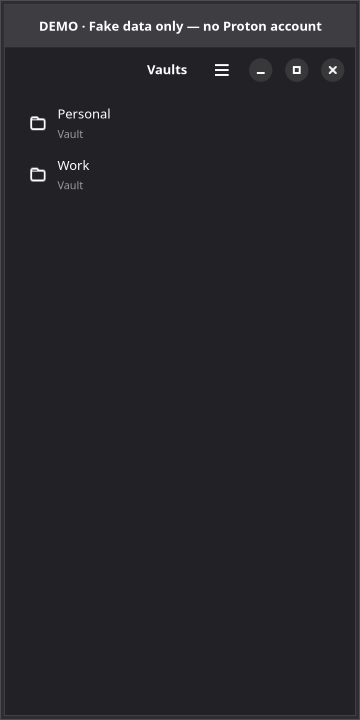 DEMO · Fake data only — no Proton account
Vaults
Personal
Vault
Work
Vault